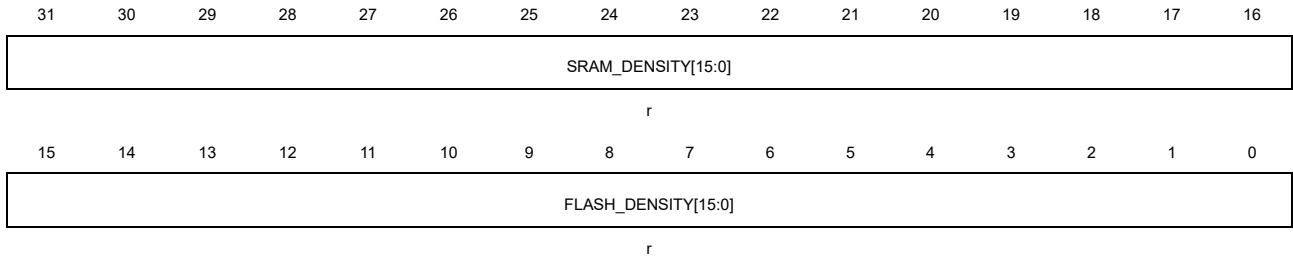 31 30 29 28 27 26 25 24 23 22 21 20 19 18 17 16
SRAM_DENSITY[15:0]
r
15 14 13 12 11 10 9 8 7 6 5 4 3 2 1 0
FLASH_DENSITY[15:0]
r